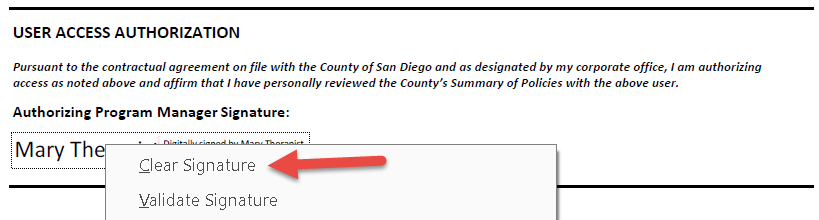 USER ACCESS AUTHORIZATION
Pursuant to the contractual agreement on file with the County of San Diego and as designated by my corporate office, I am authorizing
access as noted above and affirm that I have personally reviewed the County's Summary of Policies with the above user.
Authorizing Program Manager Signature:
Mary The Digitally signed by Mary Therapist
Clear Signature
Validate Signature